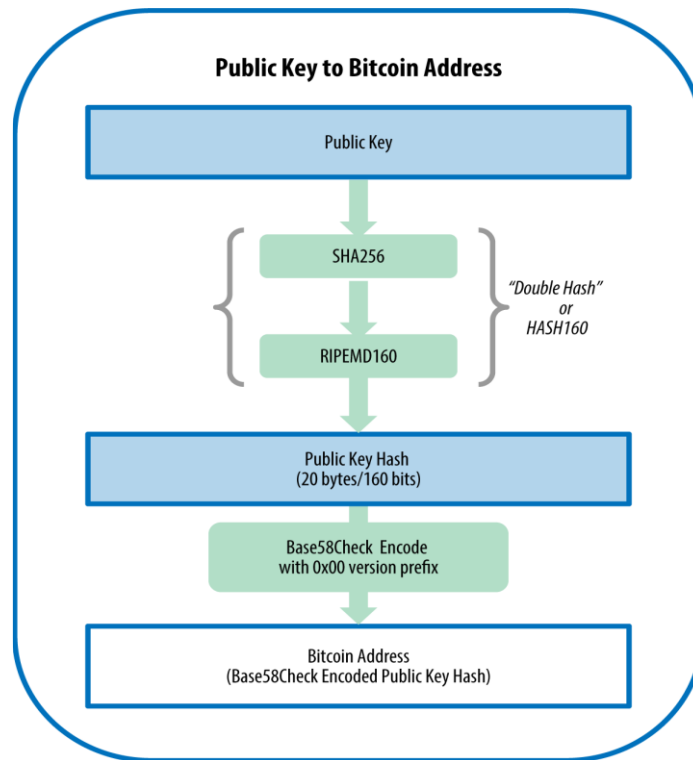 Public Key to Bitcoin Address
Public Key
SHA256
"Double Hash"
or
HASH160
RIPEMD160
Public Key Hash
(20 bytes/160 bits)
Base58Check Encode
with 0x00 version prefix
Bitcoin Address
(Base58Check Encoded Public Key Hash)